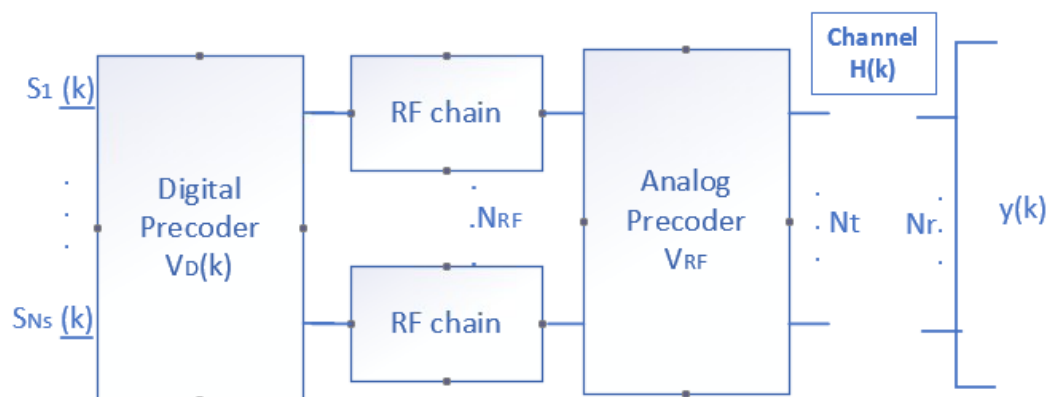 S1 (k)
SNs (k)
Digital
Precoder
VD(k)
RF chain
NRF
RF chain
Analog
Precoder
VRF
Nt
Channel
H(k)
Nr
y(k)